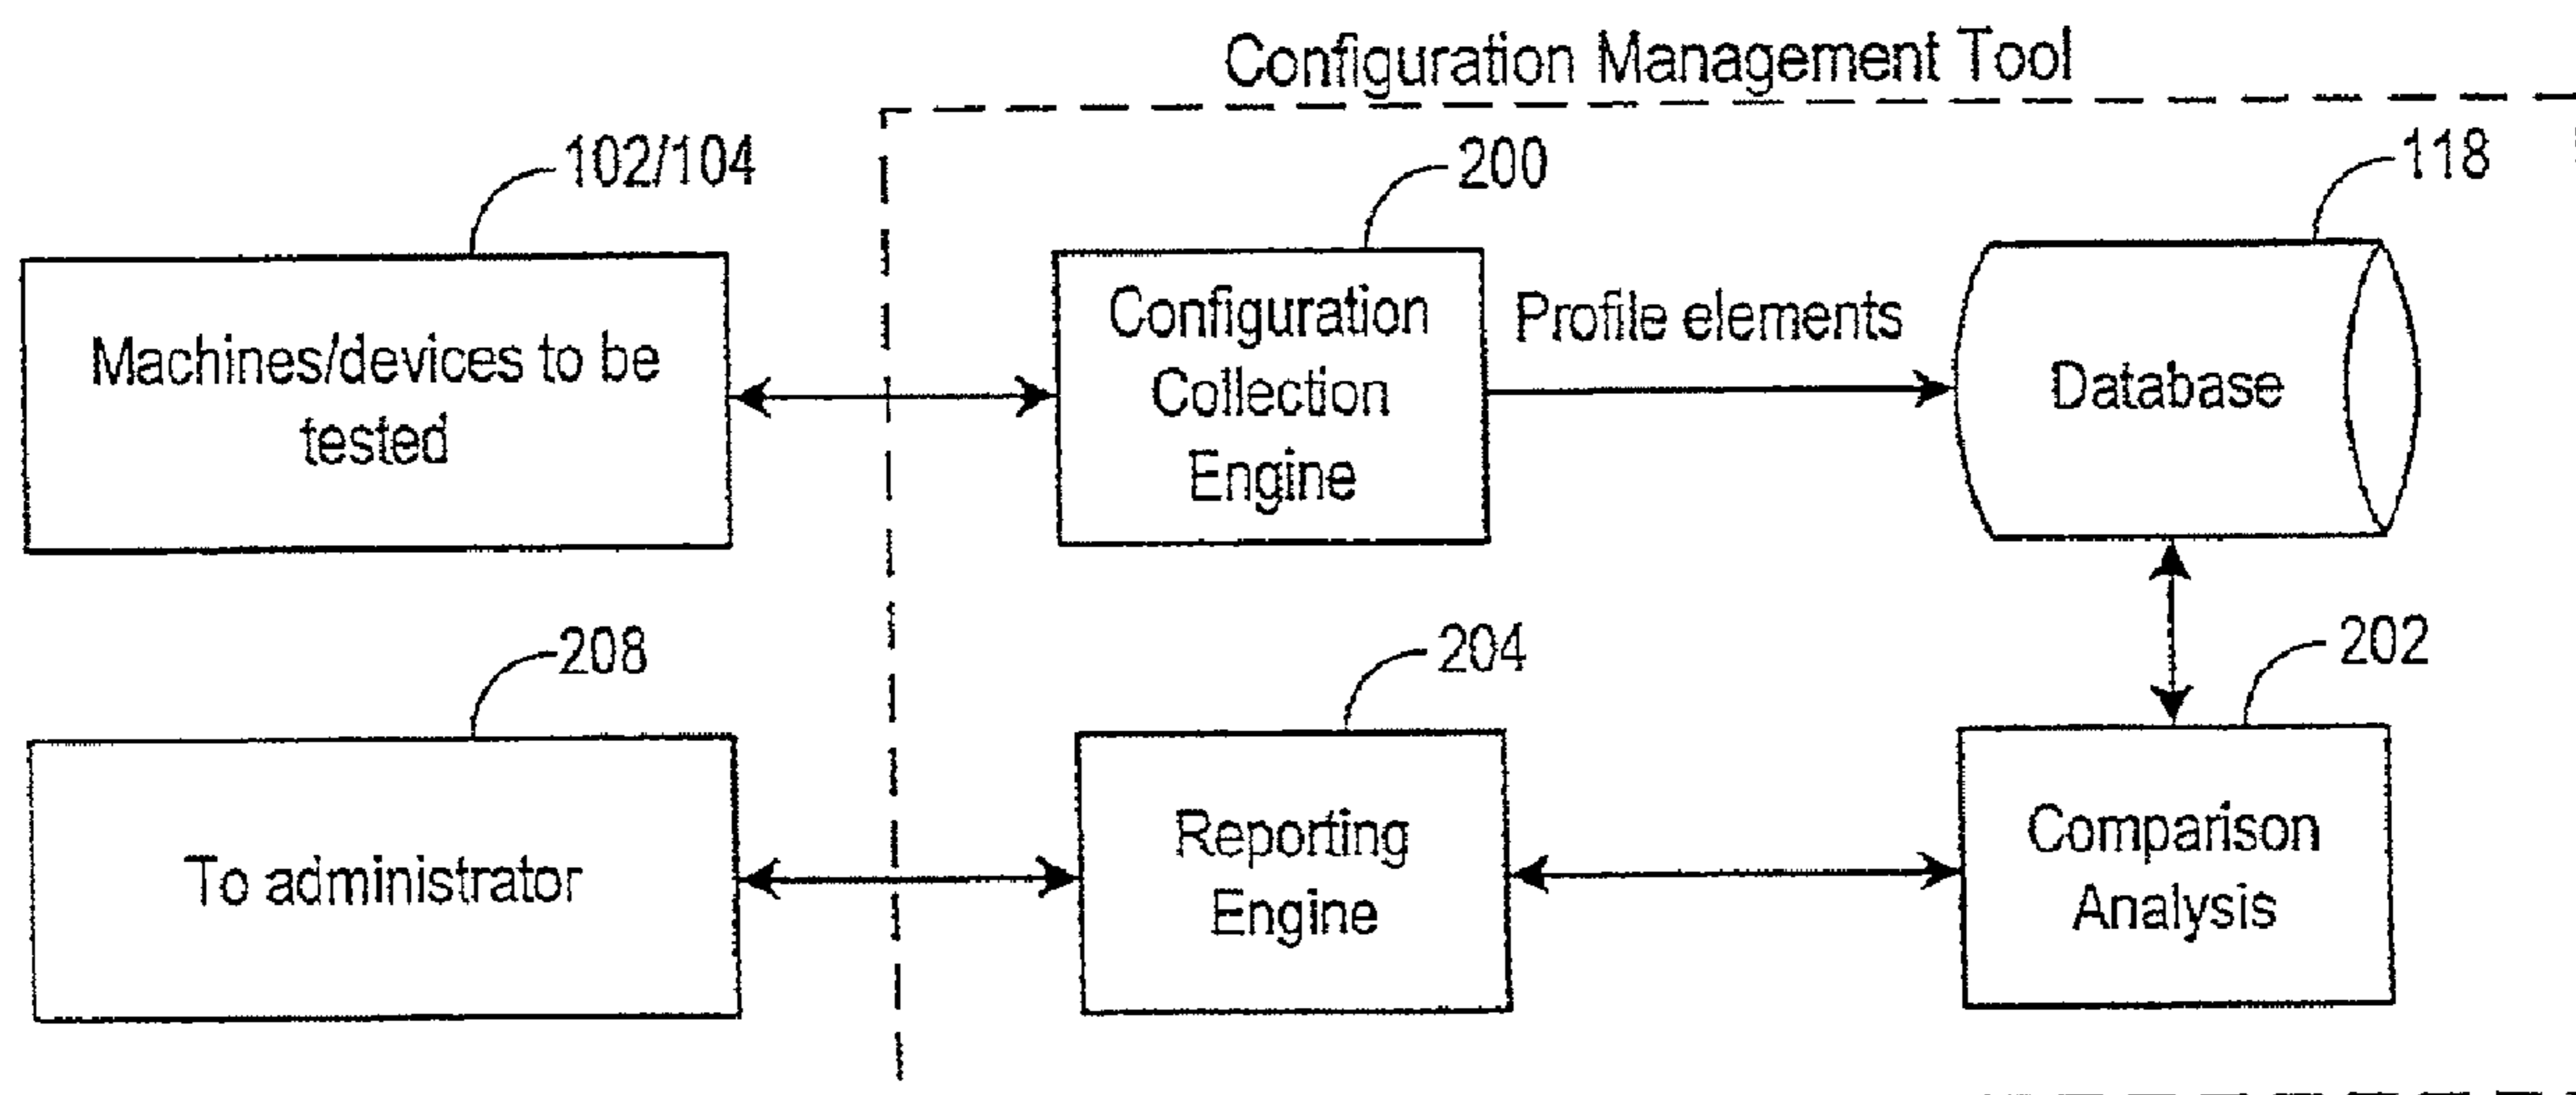 Configuration Management Tool
102/104
200
118
Machines/devices to be
tested
Configuration
Collection
Engine
Profile elements
Database
208
204
202
To administrator
Reporting
Engine
Comparison
Analysis